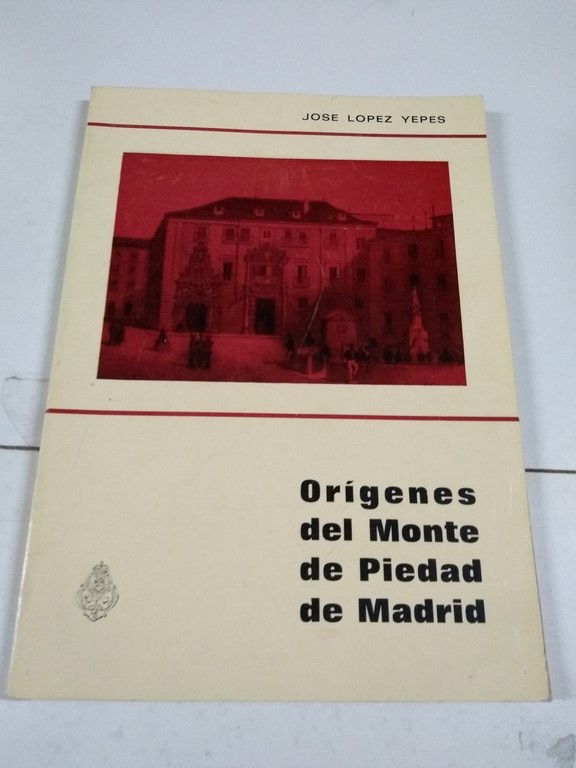 JOSE LOPEZ YEPES
Orígenes
del Monte
de Piedad
de Madrid